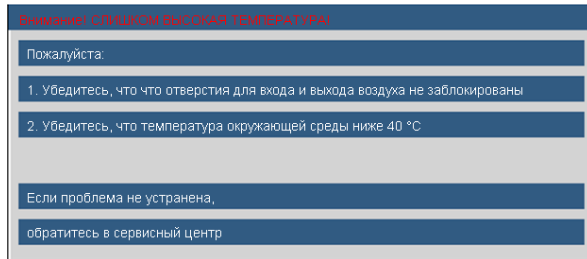 Внимание! СЛИШКОМ ВЫСОКАЯ ТЕМПЕРАТУРА!
Пожалуйста:
1. Убедитесь, что что отверстия для входа и выхода воздуха не заблокированы
2. Убедитесь, что температура окружающей среды ниже 40 °C
Если проблема не устранена,
обратитесь в сервисный центр